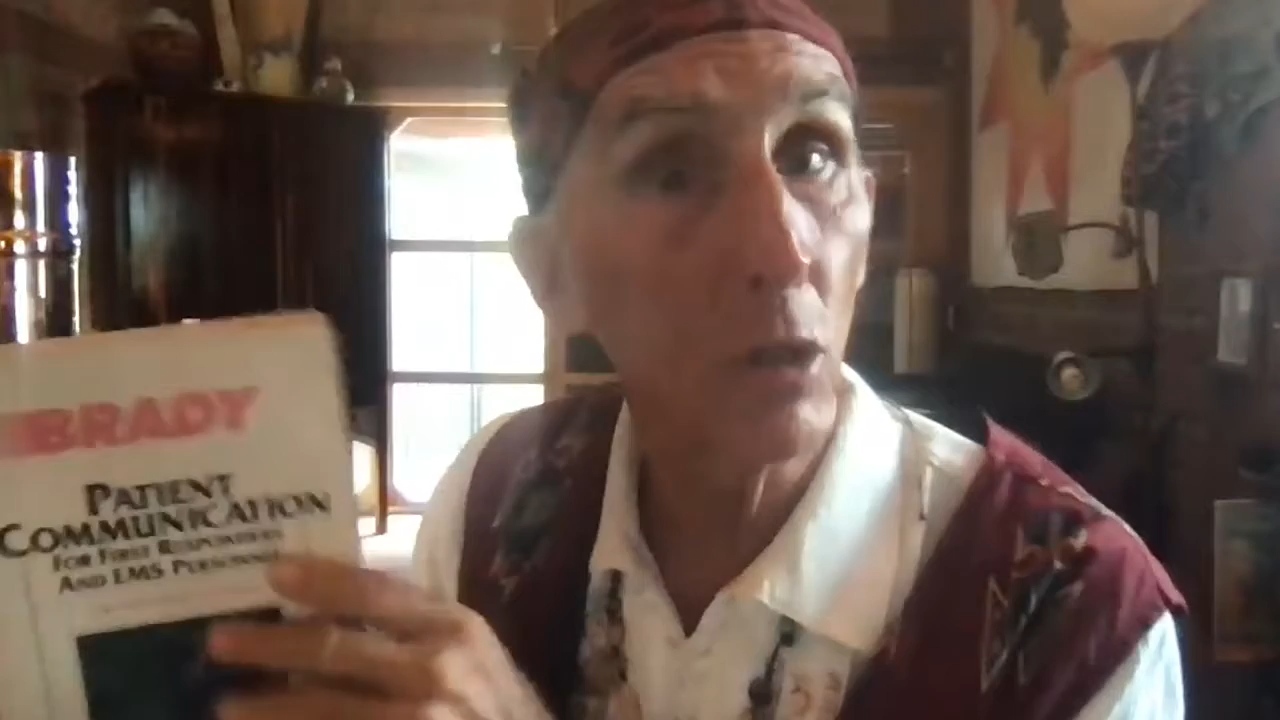 BRADY
PATIENT
COMMUNICATION
FOR FIRST RESPONDERS
AND EMS PERSONNEL